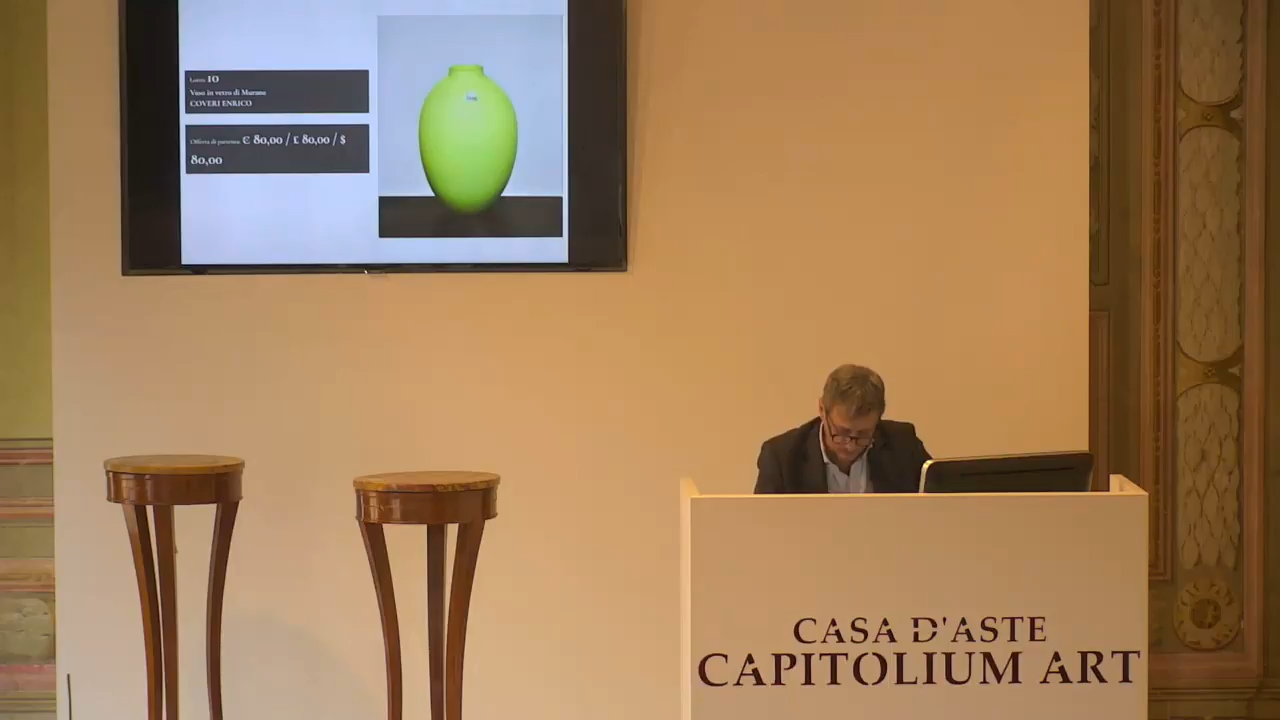 Lotto 10
Vaso in vetro di Murano
COVERI ENRICO
Offerta di partenza € 80,00 / £ 80,00 / $
80,00
CASA D'ASTE
CAPITOLIUM ART